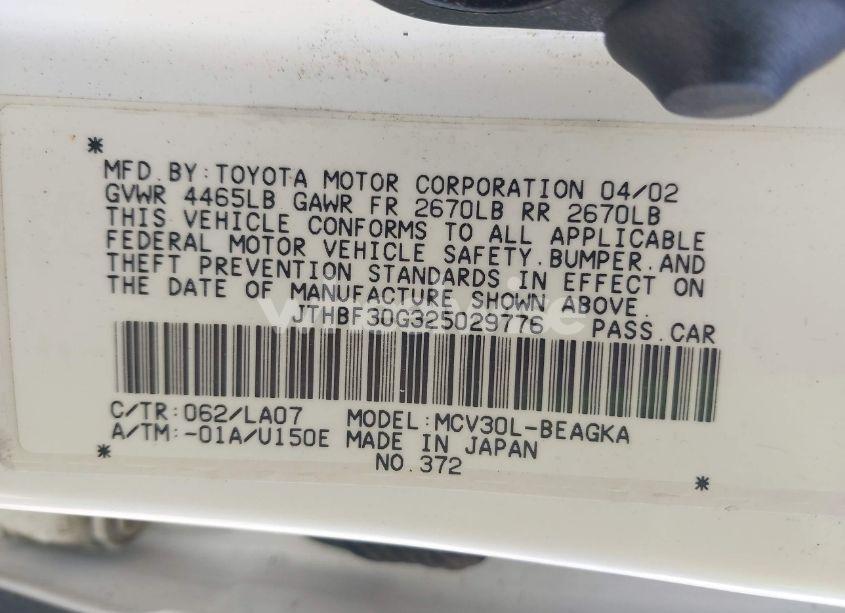 MFD.BY:TOYOTA MOTOR CORPORATION 04/02
GVWR 4465LB GAWR FR 2670LB RR 2670LB
THIS VEHICLE CONFORMS TO ALL APPLICABLE
FEDERAL MOTOR VEHICLE SAFETY.BUMPER.AND
THEFT PREVENTION STANDARDS IN EFFECT ON
THE DATE OF MANUFACTURE SHOWN ABOVE.
JTHBF30G325029776 PASS.CAR
C/TR:062/LA07 MODEL:MCV30L-BEAGKA
A/TM:-01A/U150E MADE IN JAPAN
NO.372